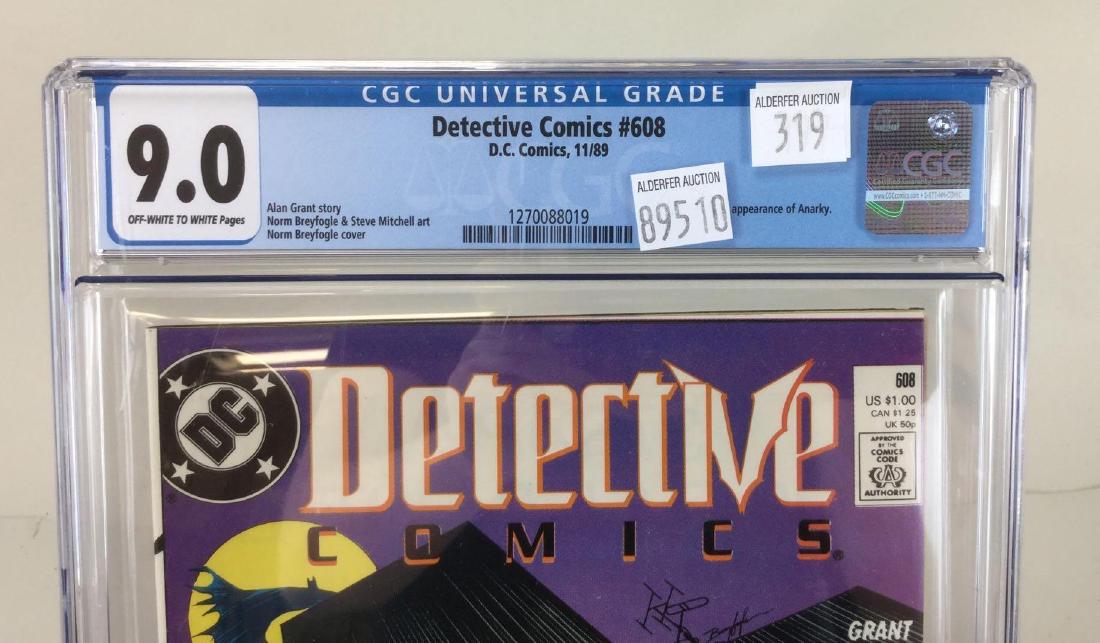 CGC UNIVERSAL GRADE
9.0
OFF-WHITE TO WHITE Pages
Detective Comics #608
D.C. Comics, 11/89
Alan Grant story
Norm Breyfogle & Steve Mitchell art
Norm Breyfogle cover
1270088019
ALDERFER AUCTION
89510
appearance of Anarky.
ALDERFER AUCTION
319
CGC
www.CGCcomics.com
DC
Detective
COMICS
608
US $1.00
CAN $1.25
UK 50p
APPROVED
BY THE
COMICS
CODE
AUTHORITY
GRANT